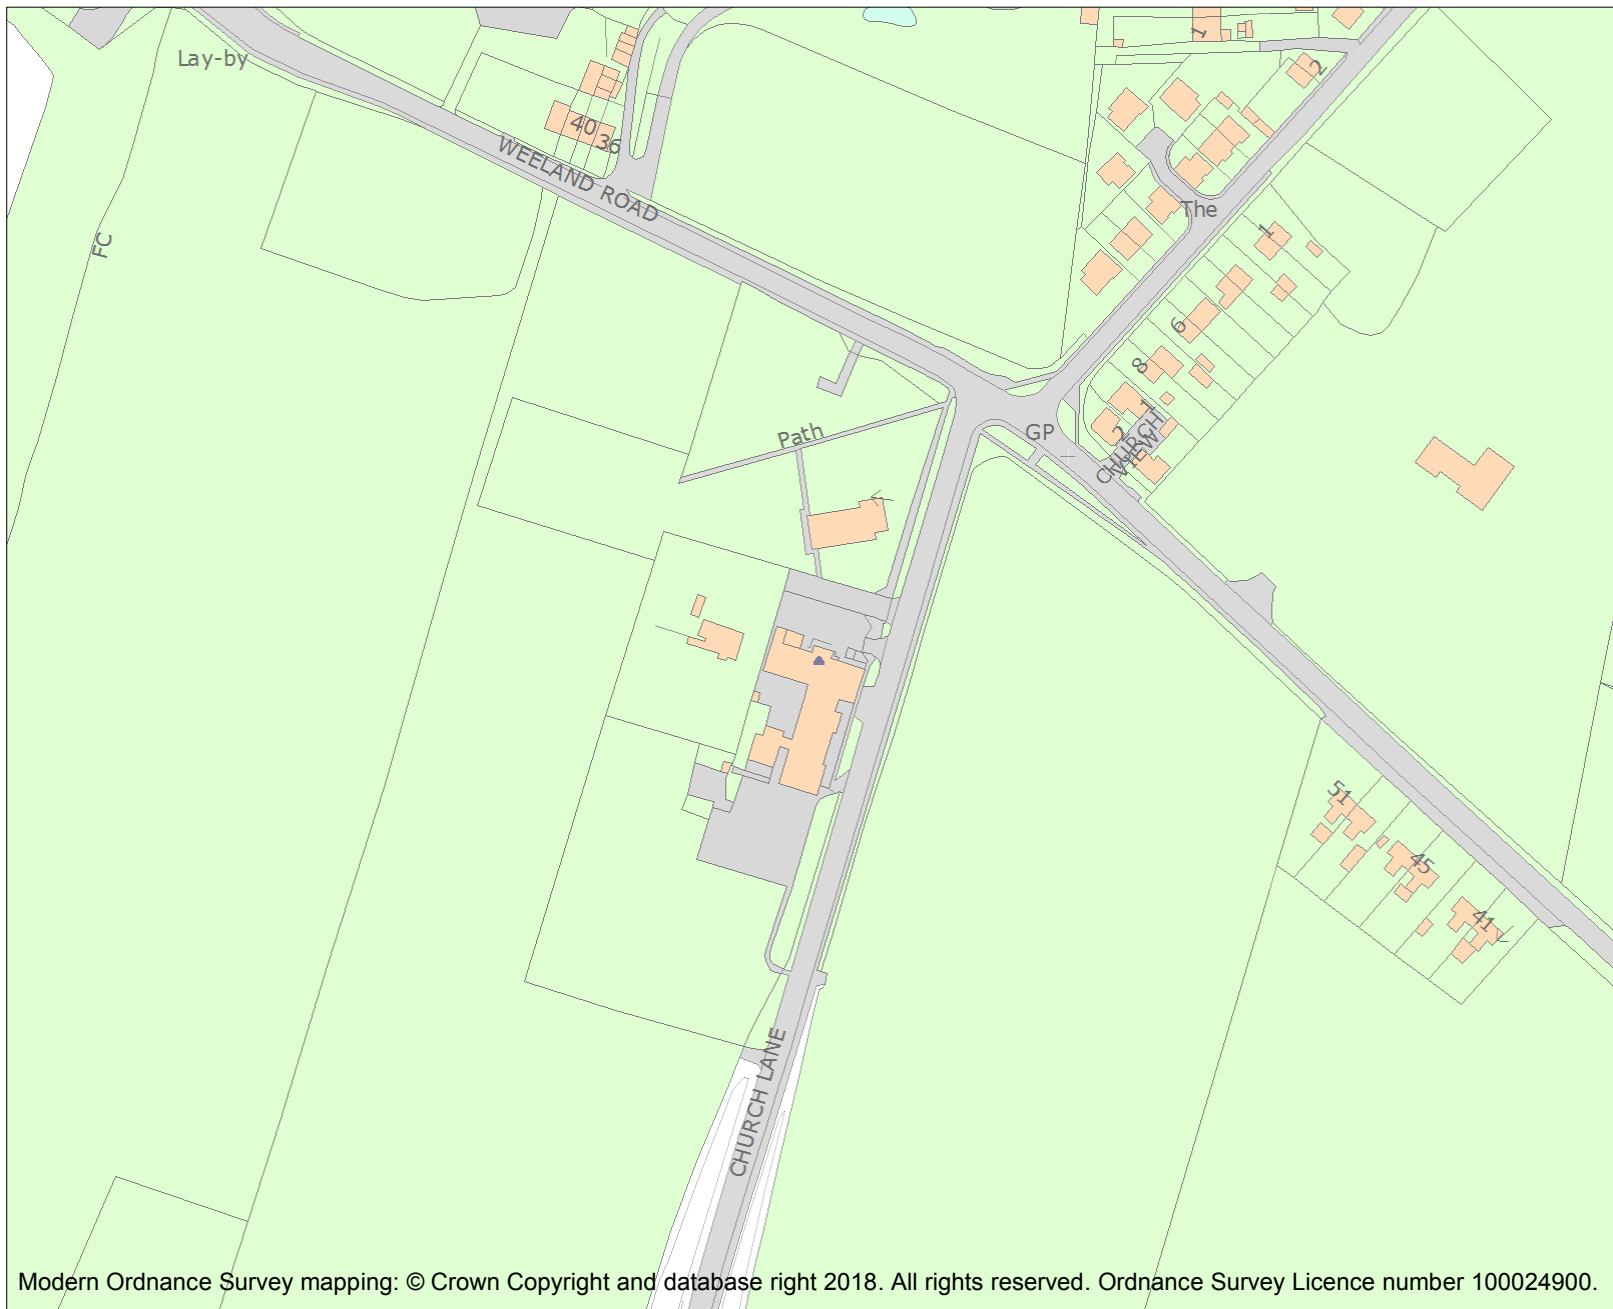 Lay-by
1
2
40
36
WEELAND ROAD
The
FC
1
6
8
Path
GP
1
2
CHURCH
VIEW
51
45
41
CHURCH LANE
Modern Ordnance Survey mapping: © Crown Copyright and database right 2018. All rights reserved. Ordnance Survey Licence number 100024900.